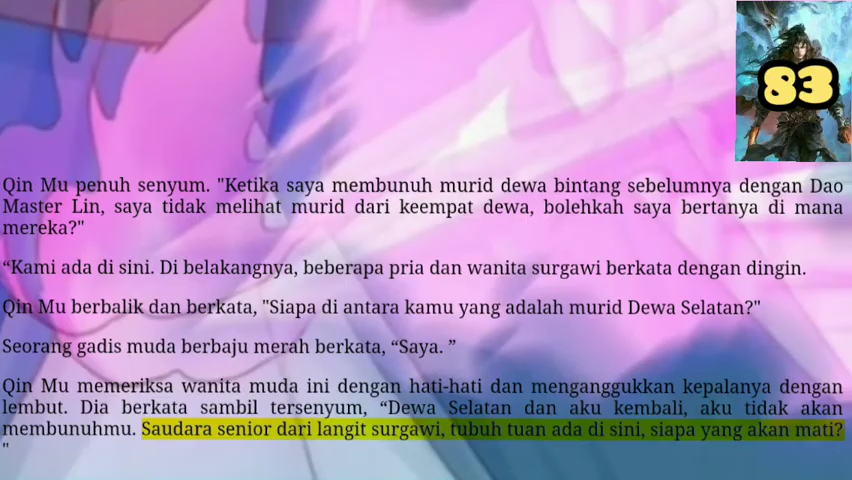 83
Qin Mu penuh senyum. "Ketika saya membunuh murid dewa bintang sebelumnya dengan Dao
Master Lin, saya tidak melihat murid dari keempat dewa, bolehkah saya bertanya di mana
mereka?"
“Kami ada di sini. Di belakangnya, beberapa pria dan wanita surgawi berkata dengan dingin.
Qin Mu berbalik dan berkata, "Siapa di antara kamu yang adalah murid Dewa Selatan?"
Seorang gadis muda berbaju merah berkata, “Saya. ”
Qin Mu memeriksa wanita muda ini dengan hati-hati dan menganggukkan kepalanya dengan
lembut. Dia berkata sambil tersenyum, “Dewa Selatan dan aku kembali, aku tidak akan
membunuhmu. Saudara senior dari langit surgawi, tubuh tuan ada di sini, siapa yang akan mati?
"